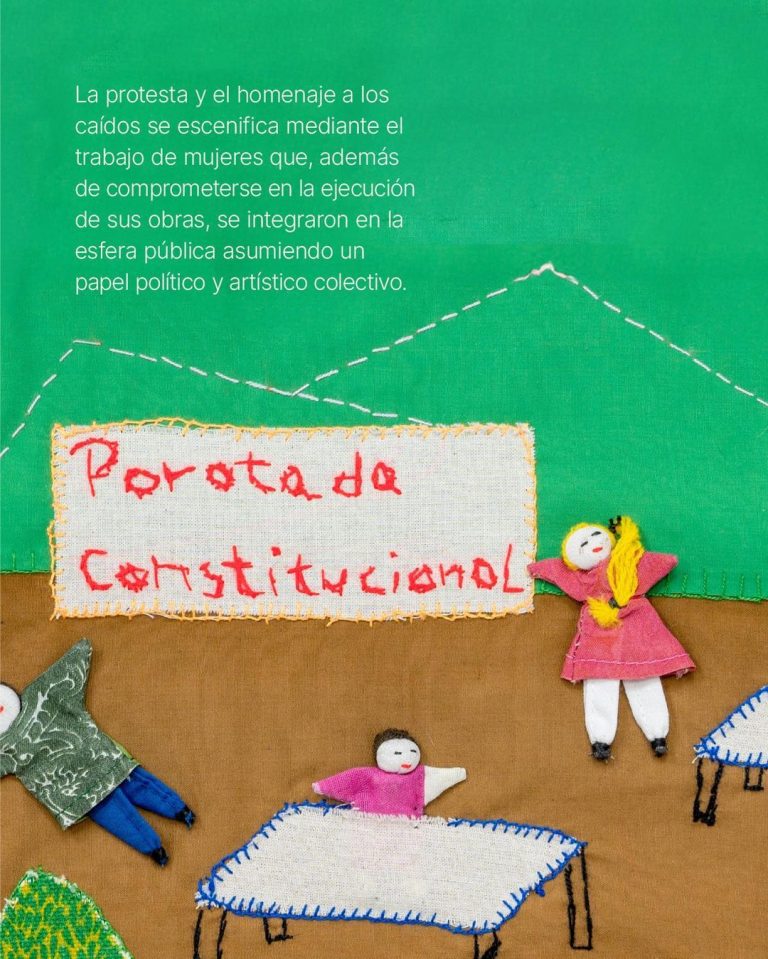 La protesta y el homenaje a los
caídos se escenifica mediante el
trabajo de mujeres que, además
de comprometerse en la ejecución
de sus obras, se integraron en la
esfera pública asumiendo un
papel político y artístico colectivo.
Porotada
Constitucional